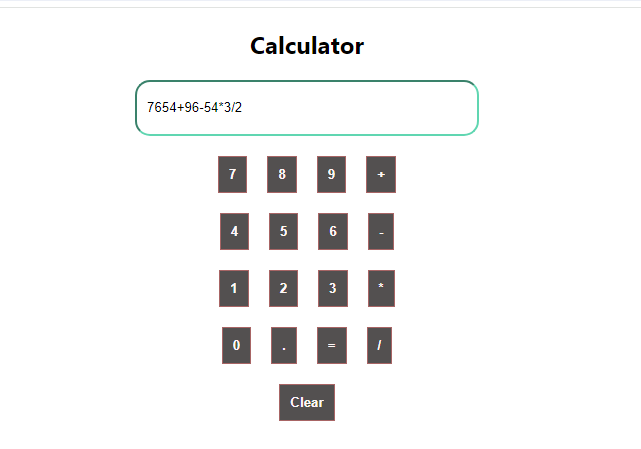 Calculator
7654+96-54*3/2
7 8 9 +
4 5 6 -
1 2 3 *
0 . = /
Clear